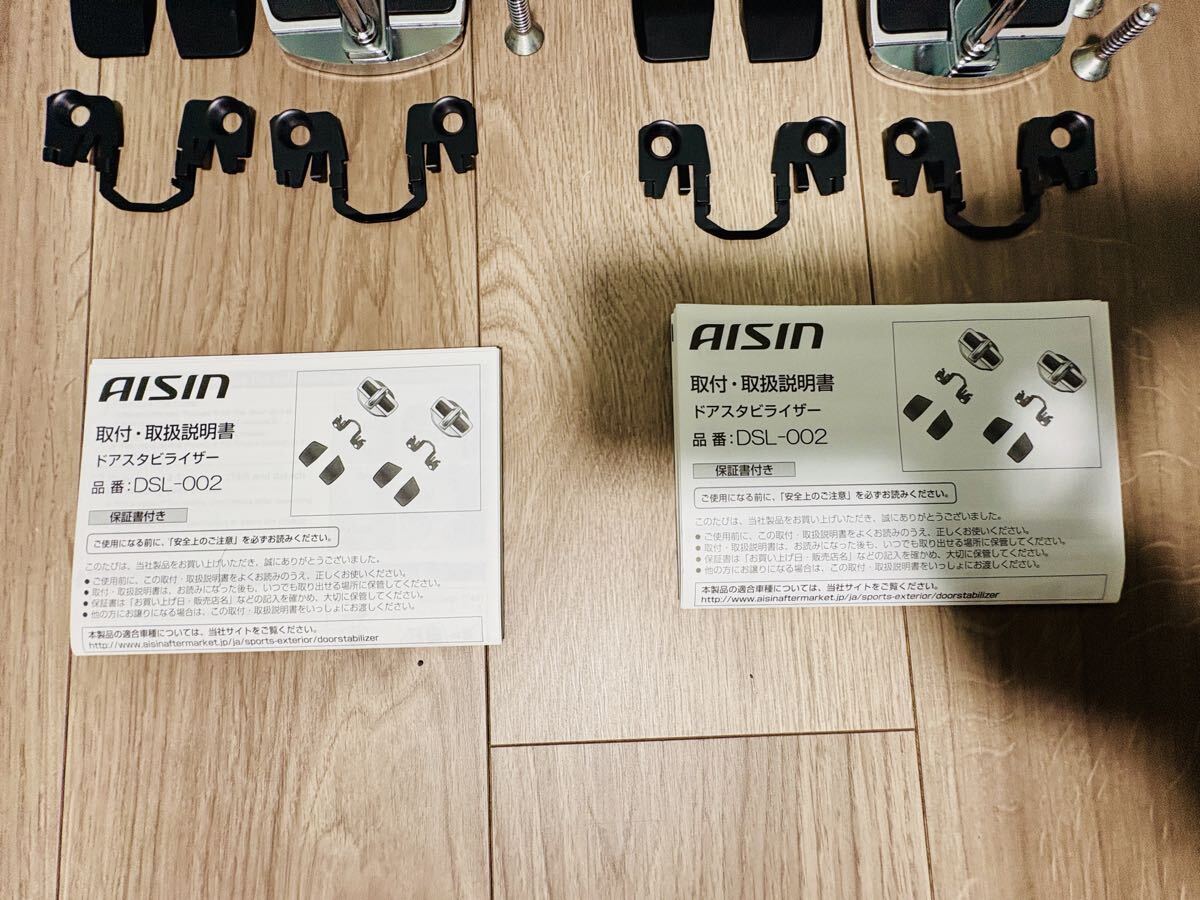 AISIN
取付・取扱説明書
ドアスタビライザー
品番：DSL-002
保証書付き
ご使用になる前に、「安全上のご注意」を必ずお読みください。
このたびは、当社製品をお買い上げいただき、誠にありがとうございました。
● ご使用前に、この取付・取扱説明書をよくお読みのうえ、正しくお使いください。
● 取付・取扱説明書は、お読みになった後も、いつでも取り出せる場所に保管してください。
● 保証書は「お買い上げ日・販売店名」などの記入を確かめ、大切に保管してください。
● 他の方にお譲りになる場合は、この取付・取扱説明書をいっしょにお渡しください。
本製品の適合車種については、当社サイトをご覧ください。
http://www.aisinaftermarket.jp/ja/sports-exterior/doorstabilizer
AISIN
取付・取扱説明書
ドアスタビライザー
品番：DSL-002
保証書付き
ご使用になる前に、「安全上のご注意」を必ずお読みください。
このたびは、当社製品をお買い上げいただき、誠にありがとうございました。
● ご使用前に、この取付・取扱説明書をよくお読みのうえ、正しくお使いください。
● 取付・取扱説明書は、お読みになった後も、いつでも取り出せる場所に保管してください。
● 保証書は「お買い上げ日・販売店名」などの記入を確かめ、大切に保管してください。
● 他の方にお譲りになる場合は、この取付・取扱説明書をいっしょにお渡しください。
本製品の適合車種については、当社サイトをご覧ください。
http://www.aisinaftermarket.jp/ja/sports-exterior/doorstabilizer